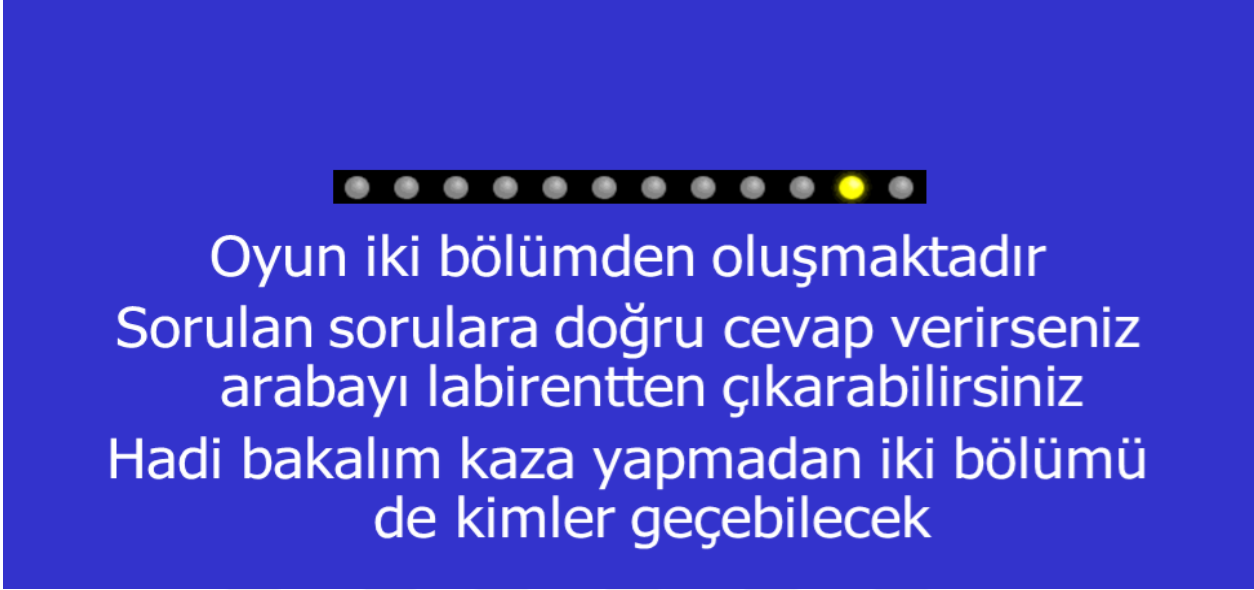 Oyun iki bölümden oluşmaktadır
Sorulan sorulara doğru cevap verirseniz
arabayı labirentten çıkarabilirsiniz
Hadi bakalım kaza yapmadan iki bölümü
de kimler geçebilecek